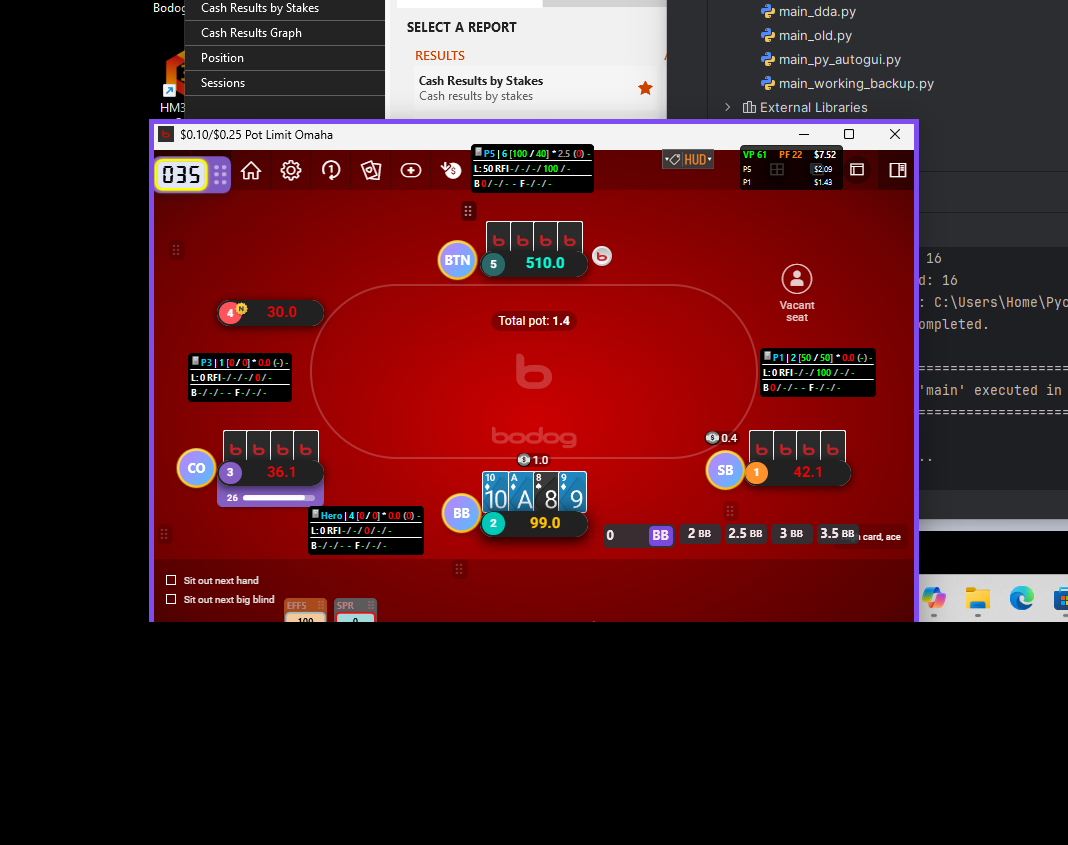 Bodog
Cash Results by Stakes
Cash Results Graph
Position
Sessions
HM3
SELECT A REPORT
RESULTS
Cash Results by Stakes
Cash results by stakes
main_dda.py
main_old.py
main_py_autogui.py
main_working_backup.py
External Libraries
$0.10/$0.25 Pot Limit Omaha
035
P5 | 6 [100 / 40] * 2.5 (0) -
L: 50 RFI -/-/-/ 100 / -
B 0 / -/- - F -/-/-
HUD
VP 61 PF 22 $7.52
P5 $2.09
P1 $1.43
BTN
5 510.0
4 N 30.0
Vacant
seat
Total pot: 1.4
P3 | 1 [0 / 0] * 0.0 (-) -
L: 0 RFI -/-/-/ 0 / -
B -/-/- - F -/-/-
P1 | 2 [50 / 50] * 0.0 (-) -
L: 0 RFI -/-/ 100 / -/-
B 0 / -/- - F -/-/-
b
bodog
CO
3 36.1
26
1.0
0.4
SB
1 42.1
10 A 8 9
10 A 8 9
BB
2 99.0
Hero | 4 [0 / 0] * 0.0 (0) -
L: 0 RFI -/-/ 0 / -/-
B -/-/- - F -/-/-
0 BB
2 BB
2.5 BB
3 BB
3.5 BB
card, ace
Sit out next hand
Sit out next big blind
EFFS
SPR
100
0
16
d: 16
: C:\Users\Home\Pyc
ompleted.
====================
'main' executed in
====================
..